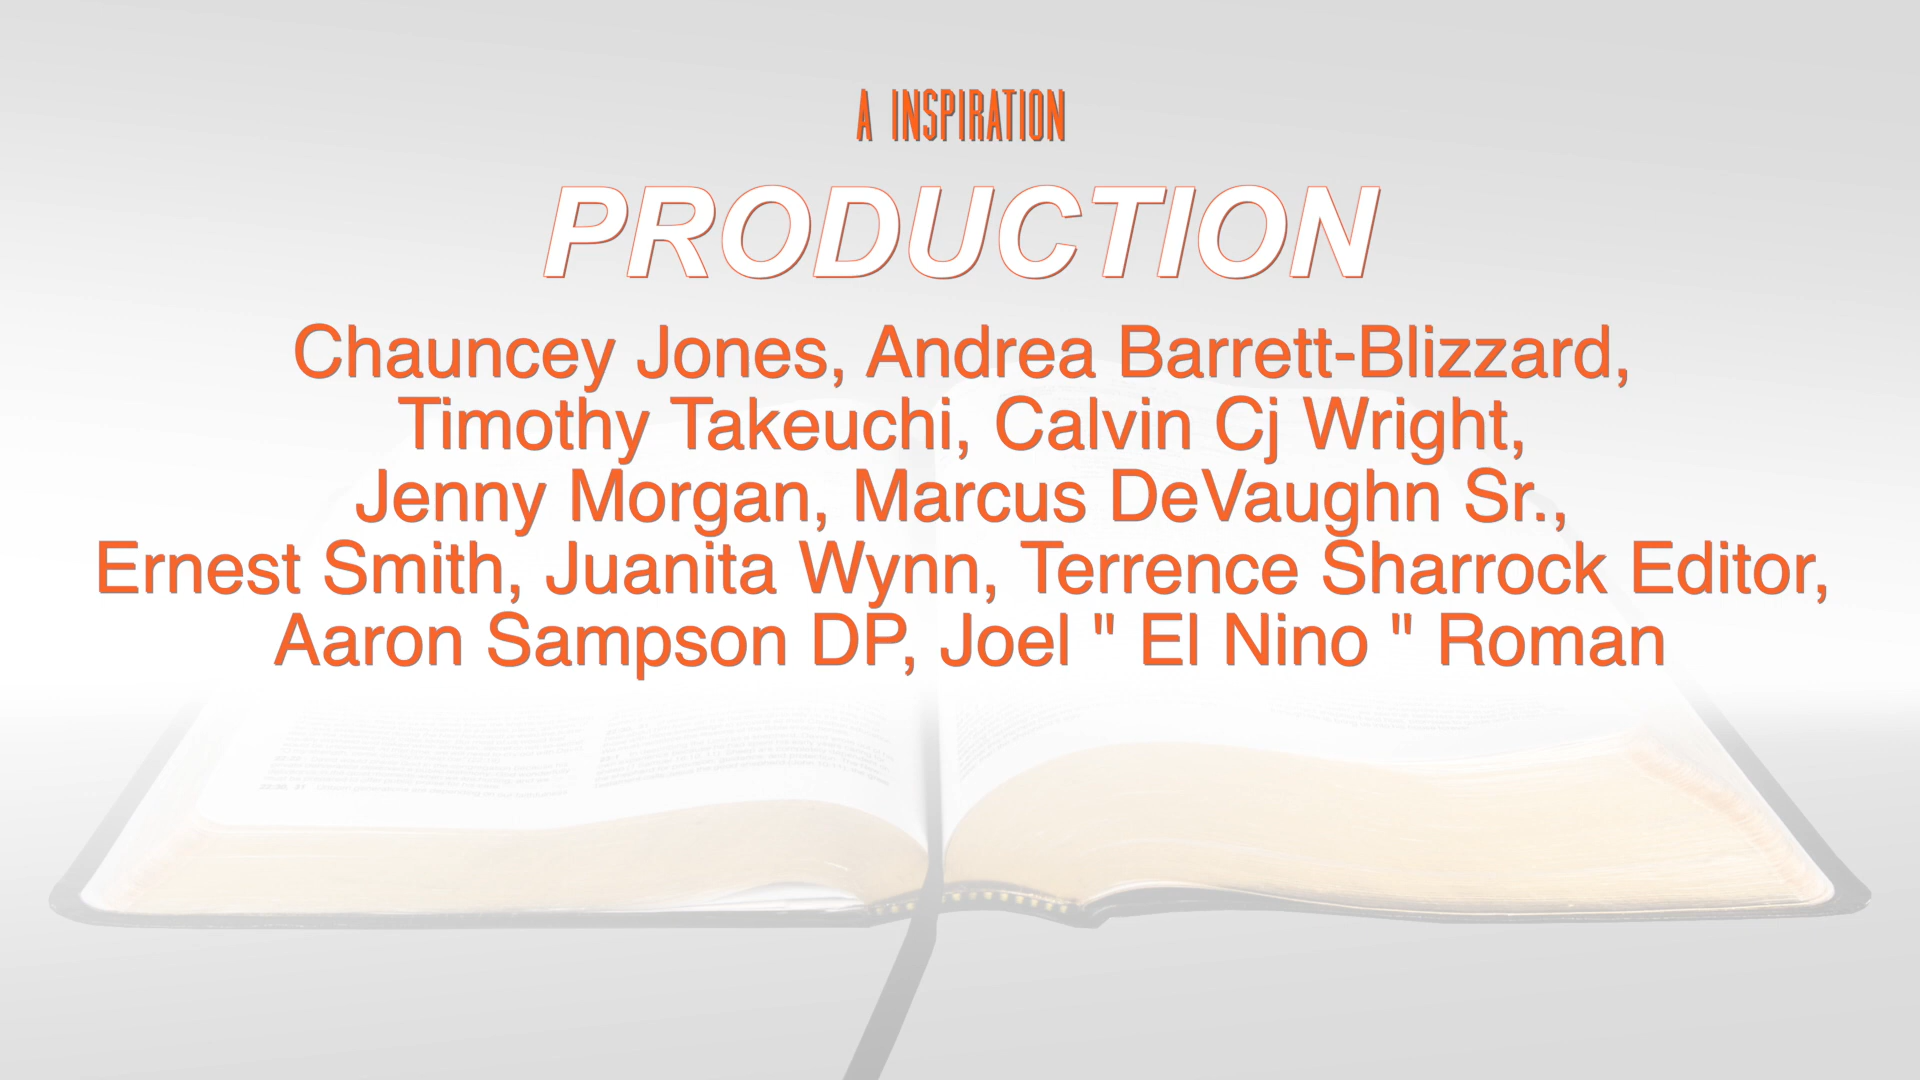 A INSPIRATION
PRODUCTION
Chauncey Jones, Andrea Barrett-Blizzard,
Timothy Takeuchi, Calvin Cj Wright,
Jenny Morgan, Marcus DeVaughn Sr.,
Ernest Smith, Juanita Wynn, Terrence Sharrock Editor,
Aaron Sampson DP, Joel " El Nino " Roman